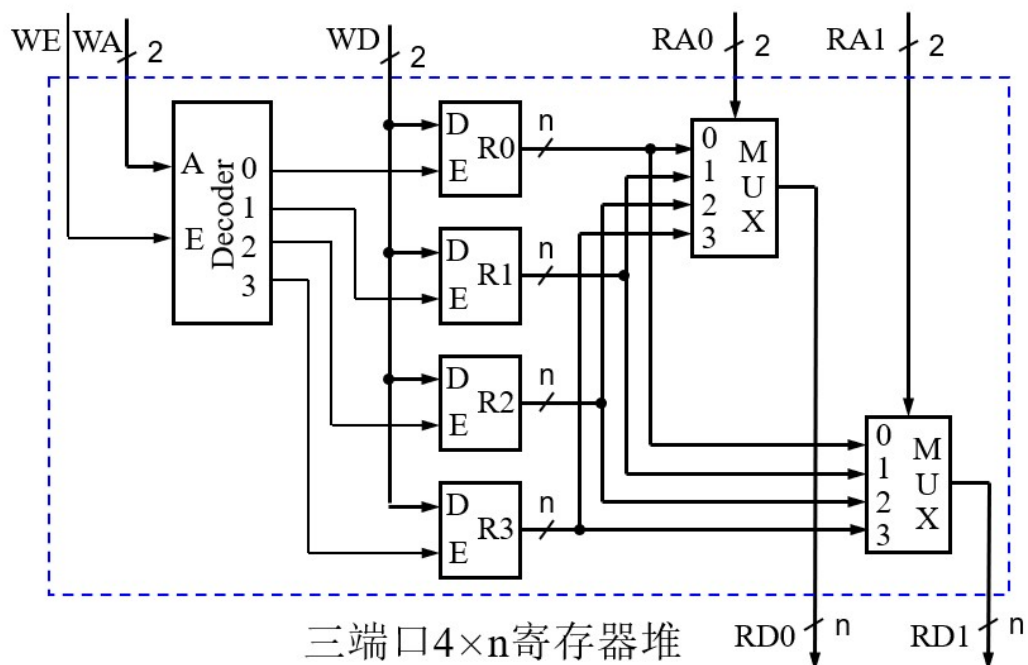 WE WA 2 WD 2 RA0 2 RA1 2
A Decoder 0
1
E 2
3
D R0 n
E
D R1 n
E
D R2 n
E
D R3 n
E
0 M
1 U
2 X
3
0 M
1 U
2 X
3
三端口4×n寄存器堆
RD0 n RD1 n